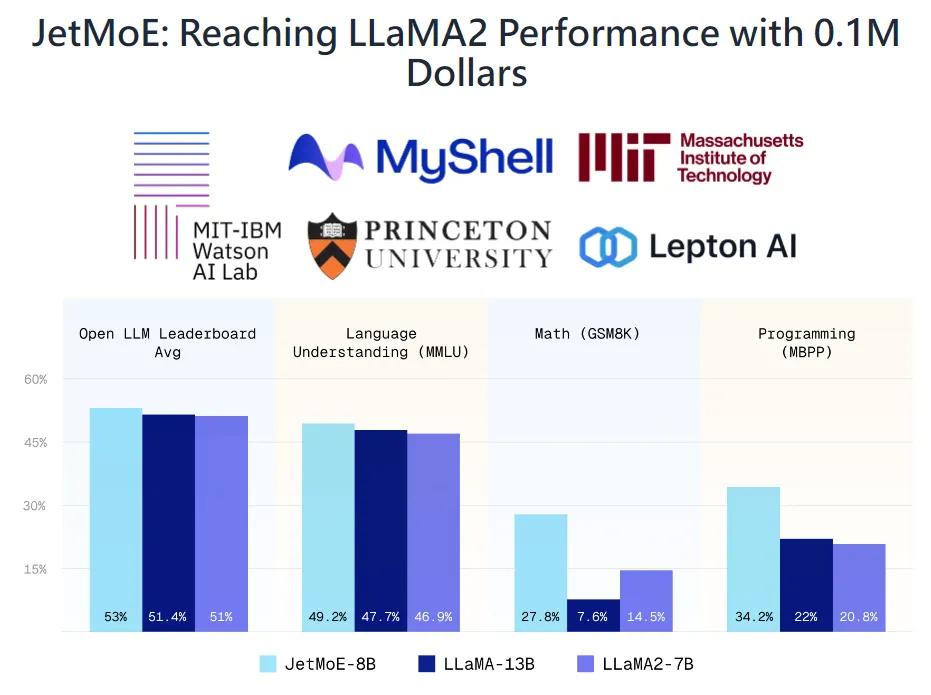 JetMoE: Reaching LLaMA2 Performance with 0.1M
Dollars
MyShell
Massachusetts
Institute of
Technology
MIT-IBM
Watson
AI Lab
PRINCETON
UNIVERSITY
Lepton AI
Open LLM Leaderboard
Avg
Language
Understanding (MMLU)
Math (GSM8K)
Programming
(MBPP)
60%
45%
30%
15%
53% 51.4% 51%
49.2% 47.7% 46.9%
27.8% 7.6% 14.5%
34.2% 22% 20.8%
JetMoE-8B LLaMA-13B LLaMA2-7B